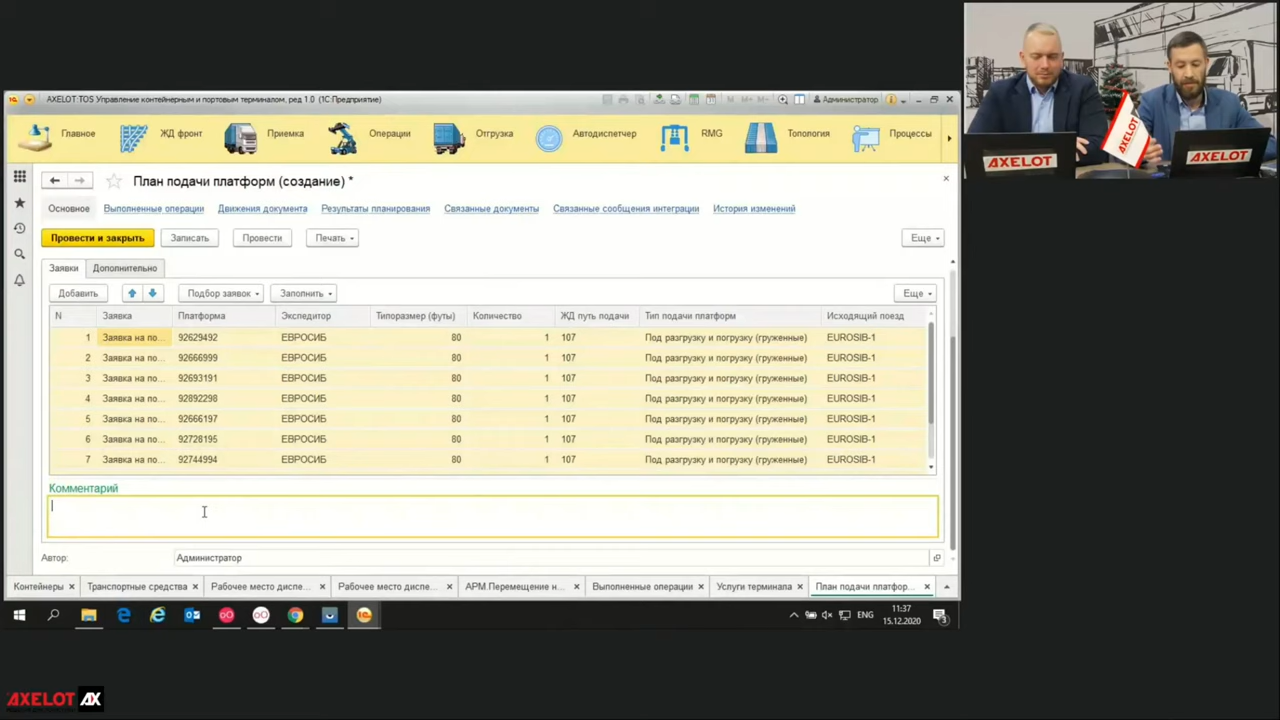 AXELOT:TOS Управление контейнерным и портовым терминалом, ред 1.0 (1С:Предприятие)
M M+ M-
Администратор
Главное ЖД фронт Приемка Операции Отгрузка Автодиспетчер RMG Топология Процессы
План подачи платформ (создание) *
Основное Выполненные операции Движения документа Результаты планирования Связанные документы Связанные сообщения интеграции История изменений
Провести и закрыть Записать Провести Печать Еще
Заявки Дополнительно
Добавить Подбор заявок Заполнить Еще
N Заявка Платформа Экспедитор Типоразмер (футы) Количество ЖД путь подачи Тип подачи платформ Исходящий поезд
1 Заявка на по... 92629492 ЕВРОСИБ 80 1 107 Под разгрузку и погрузку (груженные) EUROSIB-1
2 Заявка на по... 92666999 ЕВРОСИБ 80 1 107 Под разгрузку и погрузку (груженные) EUROSIB-1
3 Заявка на по... 92693191 ЕВРОСИБ 80 1 107 Под разгрузку и погрузку (груженные) EUROSIB-1
4 Заявка на по... 92892298 ЕВРОСИБ 80 1 107 Под разгрузку и погрузку (груженные) EUROSIB-1
5 Заявка на по... 92666197 ЕВРОСИБ 80 1 107 Под разгрузку и погрузку (груженные) EUROSIB-1
6 Заявка на по... 92728195 ЕВРОСИБ 80 1 107 Под разгрузку и погрузку (груженные) EUROSIB-1
7 Заявка на по... 92744994 ЕВРОСИБ 80 1 107 Под разгрузку и погрузку (груженные) EUROSIB-1
Комментарий
Автор: Администратор
Контейнеры Транспортные средства Рабочее место диспе... Рабочее место диспе... АРМ.Перемещение н... Выполненные операции Услуги терминала План подачи платфор...
ENG
11:37
15.12.2020
3
AXELOT
AXELOT
AXELOT
AXELOT AX